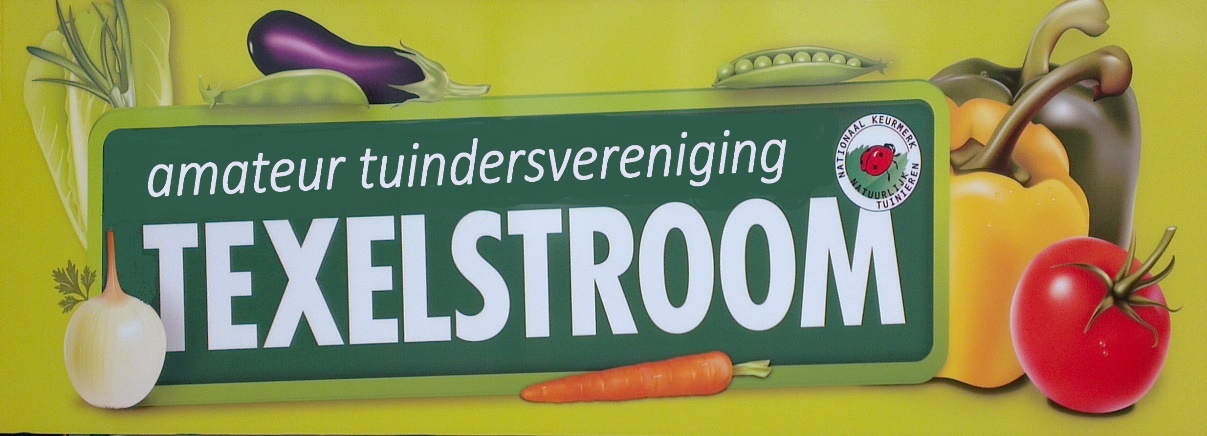 amateur tuindersvereniging
TEXELSTROOM
NATIONAAL KEURMERK
NATUURLIJK
TUINIEREN